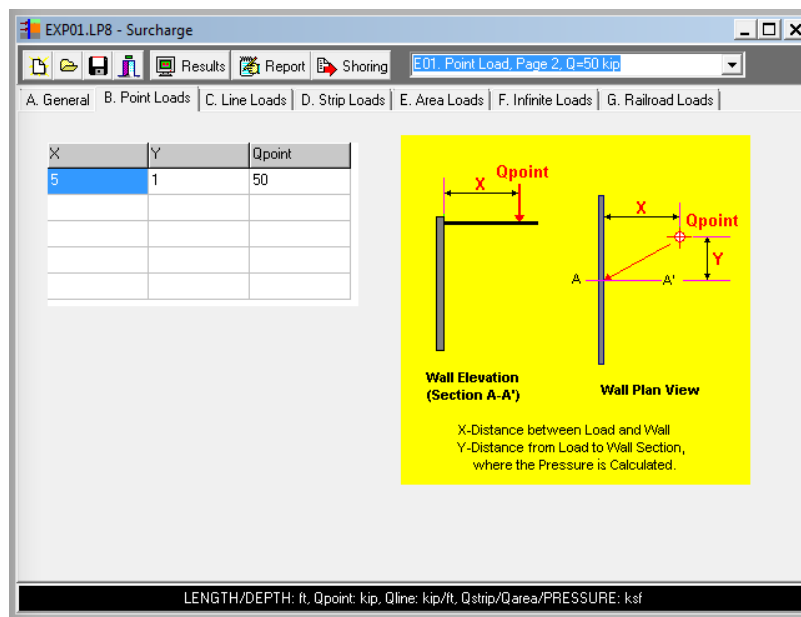 EXP01.LP8 - Surcharge
Results Report Shoring E01. Point Load, Page 2, Q=50 kip
A. General B. Point Loads C. Line Loads D. Strip Loads E. Area Loads F. Infinite Loads G. Railroad Loads
X Y Qpoint
5 1 50
Qpoint
X
X
Qpoint
Y
A A'
Wall Elevation
(Section A-A')
Wall Plan View
X-Distance between Load and Wall
Y-Distance from Load to Wall Section,
where the Pressure is Calculated.
LENGTH/DEPTH: ft, Qpoint: kip, Qline: kip/ft, Qstrip/Qarea/PRESSURE: ksf